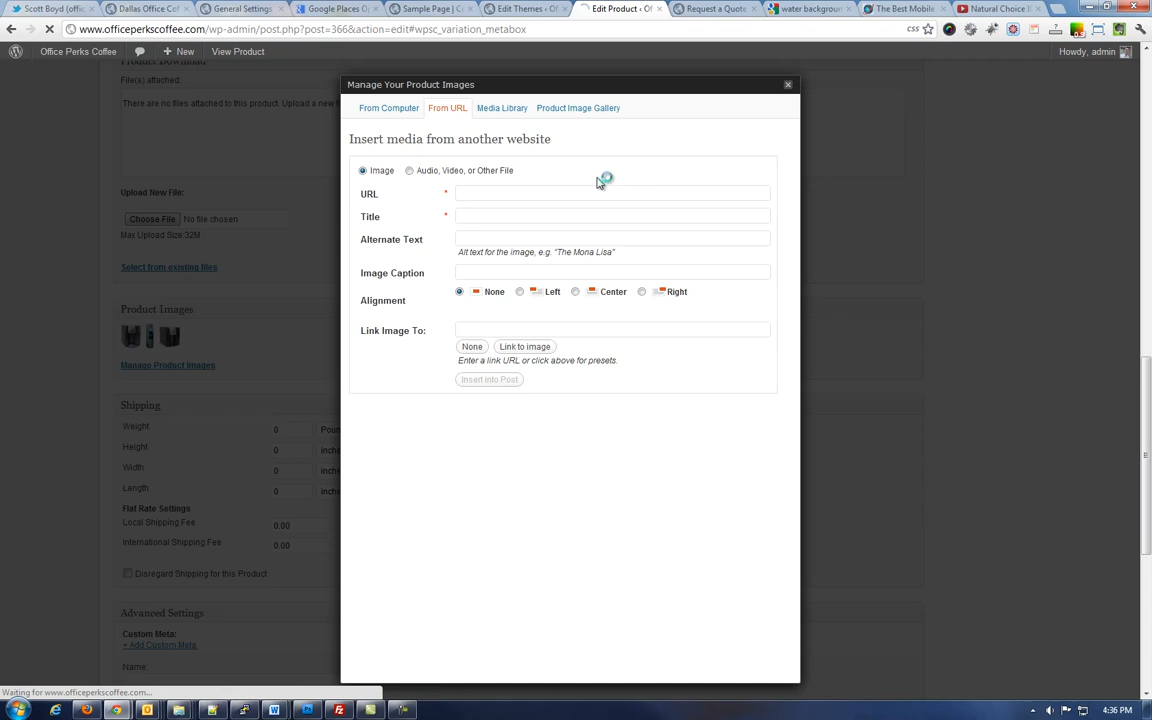 Scott Boyd (offic
Dallas Office Cof
General Settings
Google Places Op
Sample Page | Co
Edit Themes ‹ O
Edit Product ‹ Of
Request a Quote
water backgroun
The Best Mobile
Natural Choice I
www.officeperkscoffee.com/wp-admin/post.php?post=366&action=edit#wpsc_variation_metabox
css
Office Perks Coffee
+ New
View Product
Howdy, admin
Product Download
File(s) attached:
There are no files attached to this product. Upload a new f
Upload New File:
Choose File No file chosen
Max Upload Size:32M
Select from existing files
Product Images
Manage Product Images
Shipping
Weight 0 Poun
Height 0 inche
Width 0 inche
Length 0 inche
Flat Rate Settings
Local Shipping Fee 0.00
International Shipping Fee 0.00
Disregard Shipping for this Product
Advanced Settings
Custom Meta:
+ Add Custom Meta
Name:
Manage Your Product Images
From Computer
From URL
Media Library
Product Image Gallery
Insert media from another website
Image
Audio, Video, or Other File
URL *
Title *
Alternate Text
Alt text for the image, e.g. "The Mona Lisa"
Image Caption
Alignment
None
Left
Center
Right
Link Image To:
None
Link to image
Enter a link URL or click above for presets.
Insert into Post
Waiting for www.officeperkscoffee.com...
4:36 PM